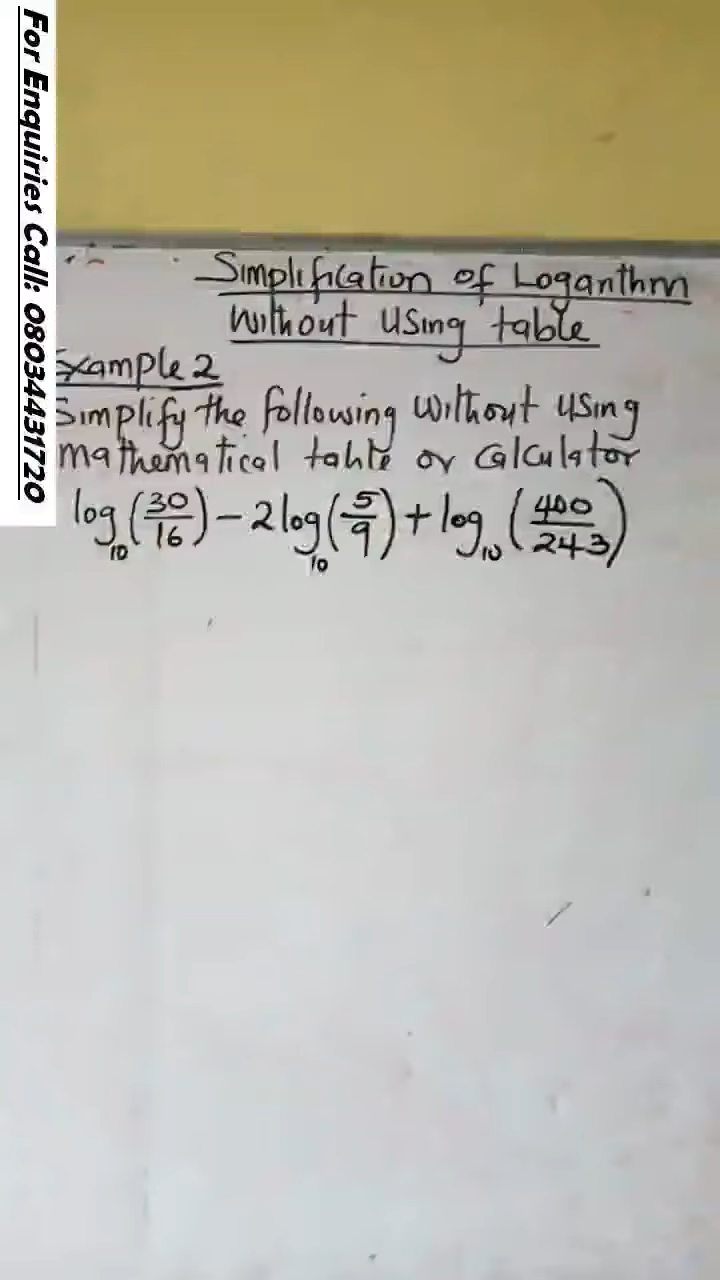 For Enquiries Call: 08034431720
Simplification of Logarithm
Without Using table
Example 2
Simplify the following without using
mathematical table or Calculator
log₁₀(30/16) - 2log₁₀(5/9) + log₁₀(400/243)